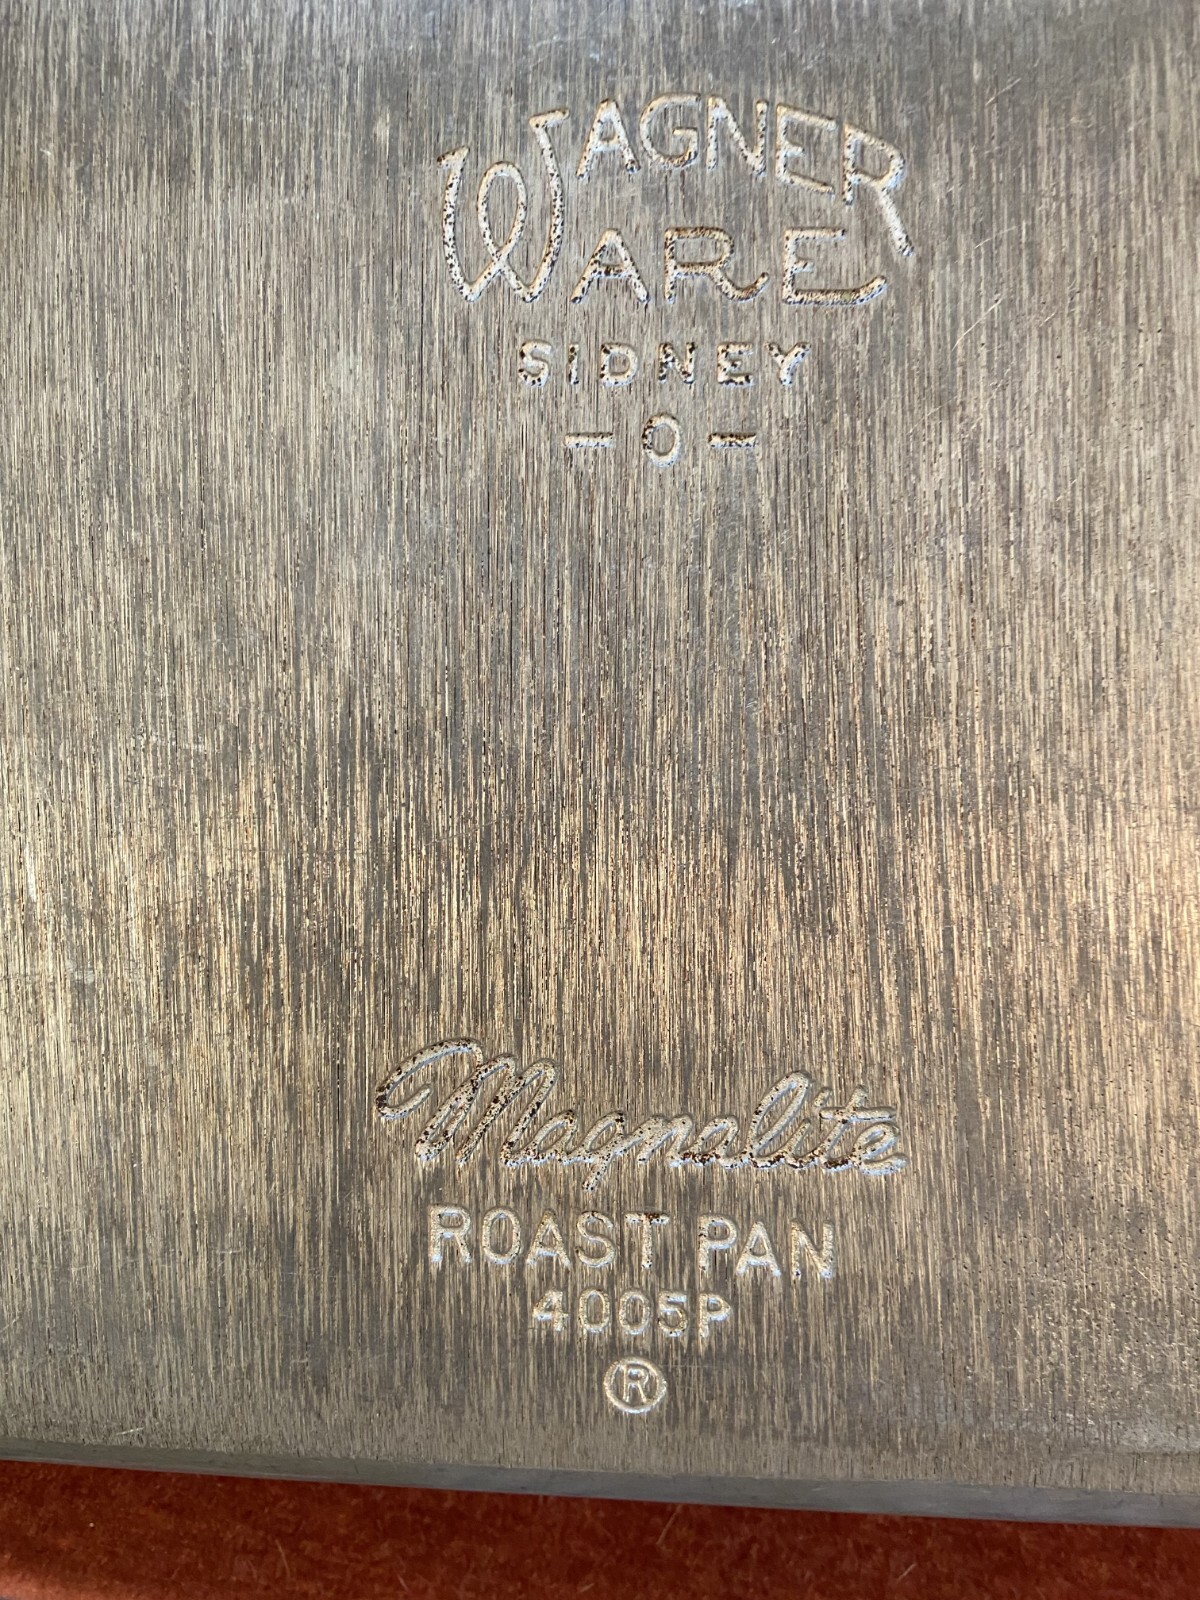 WAGNER
WARE
SIDNEY
-O-
Magnalite
ROAST PAN
4005P
®